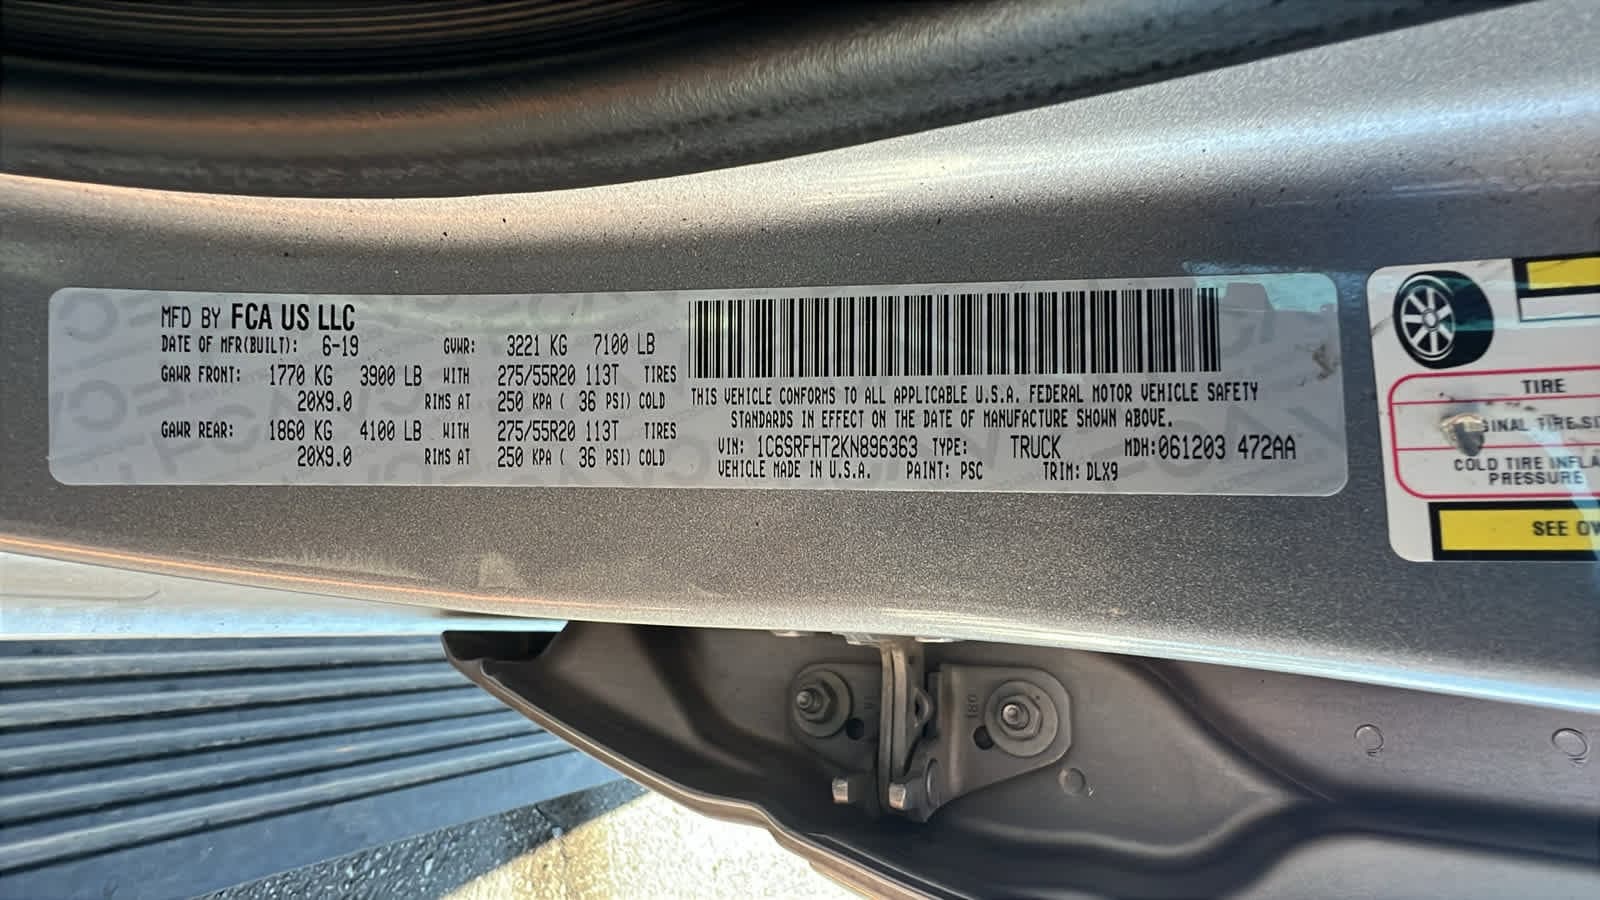 MFD BY FCA US LLC
DATE OF MFR(BUILT): 6-19 GVWR: 3221 KG 7100 LB
GAWR FRONT: 1770 KG 3900 LB WITH 275/55R20 113T TIRES
20X9.0 RIMS AT 250 KPA ( 36 PSI) COLD
GAWR REAR: 1860 KG 4100 LB WITH 275/55R20 113T TIRES
20X9.0 RIMS AT 250 KPA ( 36 PSI) COLD
THIS VEHICLE CONFORMS TO ALL APPLICABLE U.S.A. FEDERAL MOTOR VEHICLE SAFETY
STANDARDS IN EFFECT ON THE DATE OF MANUFACTURE SHOWN ABOVE.
VIN: 1C6SRFHT2KN896363 TYPE: TRUCK MDH:061203 472AA
VEHICLE MADE IN U.S.A. PAINT: PSC TRIM: DLX9
TIRE
TIRE
COLD TIRE
PRESSURE
SEE
180